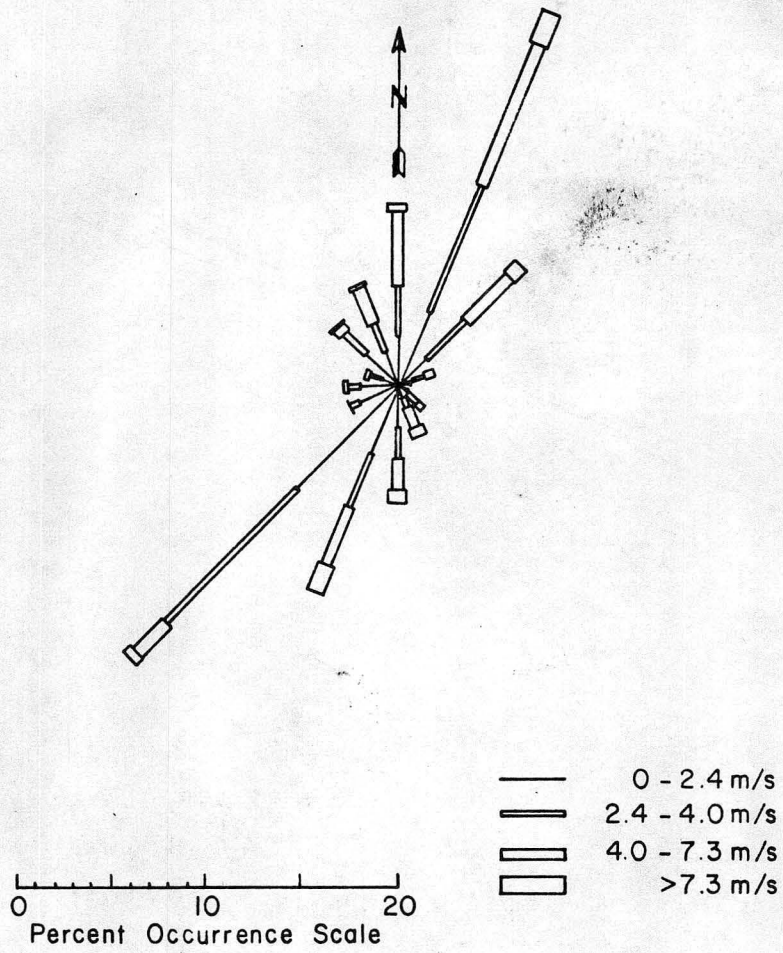 N
0 - 2.4 m/s
2.4 - 4.0 m/s
4.0 - 7.3 m/s
>7.3 m/s
0 10 20
Percent Occurrence Scale